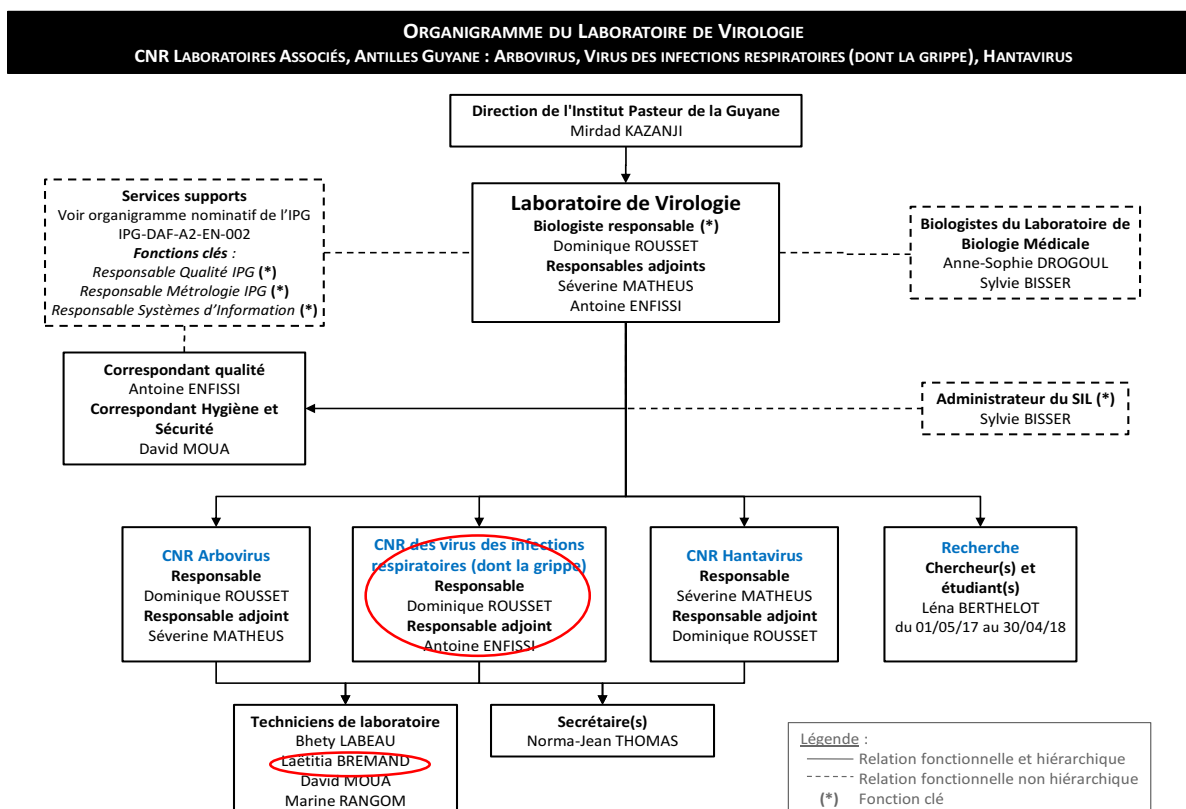 ORGANIGRAMME DU LABORATOIRE DE VIROLOGIE
CNR LABORATOIRES ASSOCIÉS, ANTILLES GUYANE : ARBOVIRUS, VIRUS DES INFECTIONS RESPIRATOIRES (DONT LA GRIPPE), HANTAVIRUS
Direction de l'Institut Pasteur de la Guyane
Mirdad KAZANJI
Services supports
Voir organigramme nominatif de l'IPG
IPG-DAF-A2-EN-002
Fonctions clés :
Responsable Qualité IPG (*)
Responsable Métrologie IPG (*)
Responsable Systèmes d'Information (*)
Laboratoire de Virologie
Biologiste responsable (*)
Dominique ROUSSET
Responsables adjoints
Séverine MATHEUS
Antoine ENFISSI
Biologistes du Laboratoire de
Biologie Médicale
Anne-Sophie DROGOUL
Sylvie BISSER
Correspondant qualité
Antoine ENFISSI
Correspondant Hygiène et
Sécurité
David MOUA
Administrateur du SIL (*)
Sylvie BISSER
CNR Arbovirus
Responsable
Dominique ROUSSET
Responsable adjoint
Séverine MATHEUS
CNR des virus des infections
respiratoires (dont la grippe)
Responsable
Dominique ROUSSET
Responsable adjoint
Antoine ENFISSI
CNR Hantavirus
Responsable
Séverine MATHEUS
Responsable adjoint
Dominique ROUSSET
Recherche
Chercheur(s) et
étudiant(s)
Léna BERTHELOT
du 01/05/17 au 30/04/18
Techniciens de laboratoire
Bhety LABEAU
Laëtitia BREMAND
David MOUA
Marine RANGOM
Secrétaire(s)
Norma-Jean THOMAS
Légende :
Relation fonctionnelle et hiérarchique
Relation fonctionnelle non hiérarchique
(*) Fonction clé